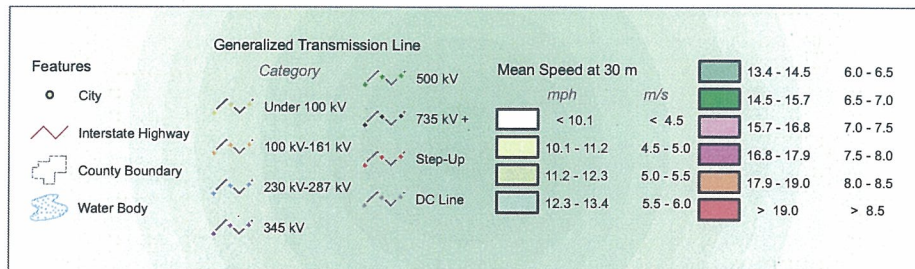 Features
City
Interstate Highway
County Boundary
Water Body
Generalized Transmission Line
Category
Under 100 kV
100 kV-161 kV
230 kV-287 kV
345 kV
500 kV
735 kV +
Step-Up
DC Line
Mean Speed at 30 m
mph m/s
< 10.1 < 4.5
10.1 - 11.2 4.5 - 5.0
11.2 - 12.3 5.0 - 5.5
12.3 - 13.4 5.5 - 6.0
13.4 - 14.5 6.0 - 6.5
14.5 - 15.7 6.5 - 7.0
15.7 - 16.8 7.0 - 7.5
16.8 - 17.9 7.5 - 8.0
17.9 - 19.0 8.0 - 8.5
> 19.0 > 8.5